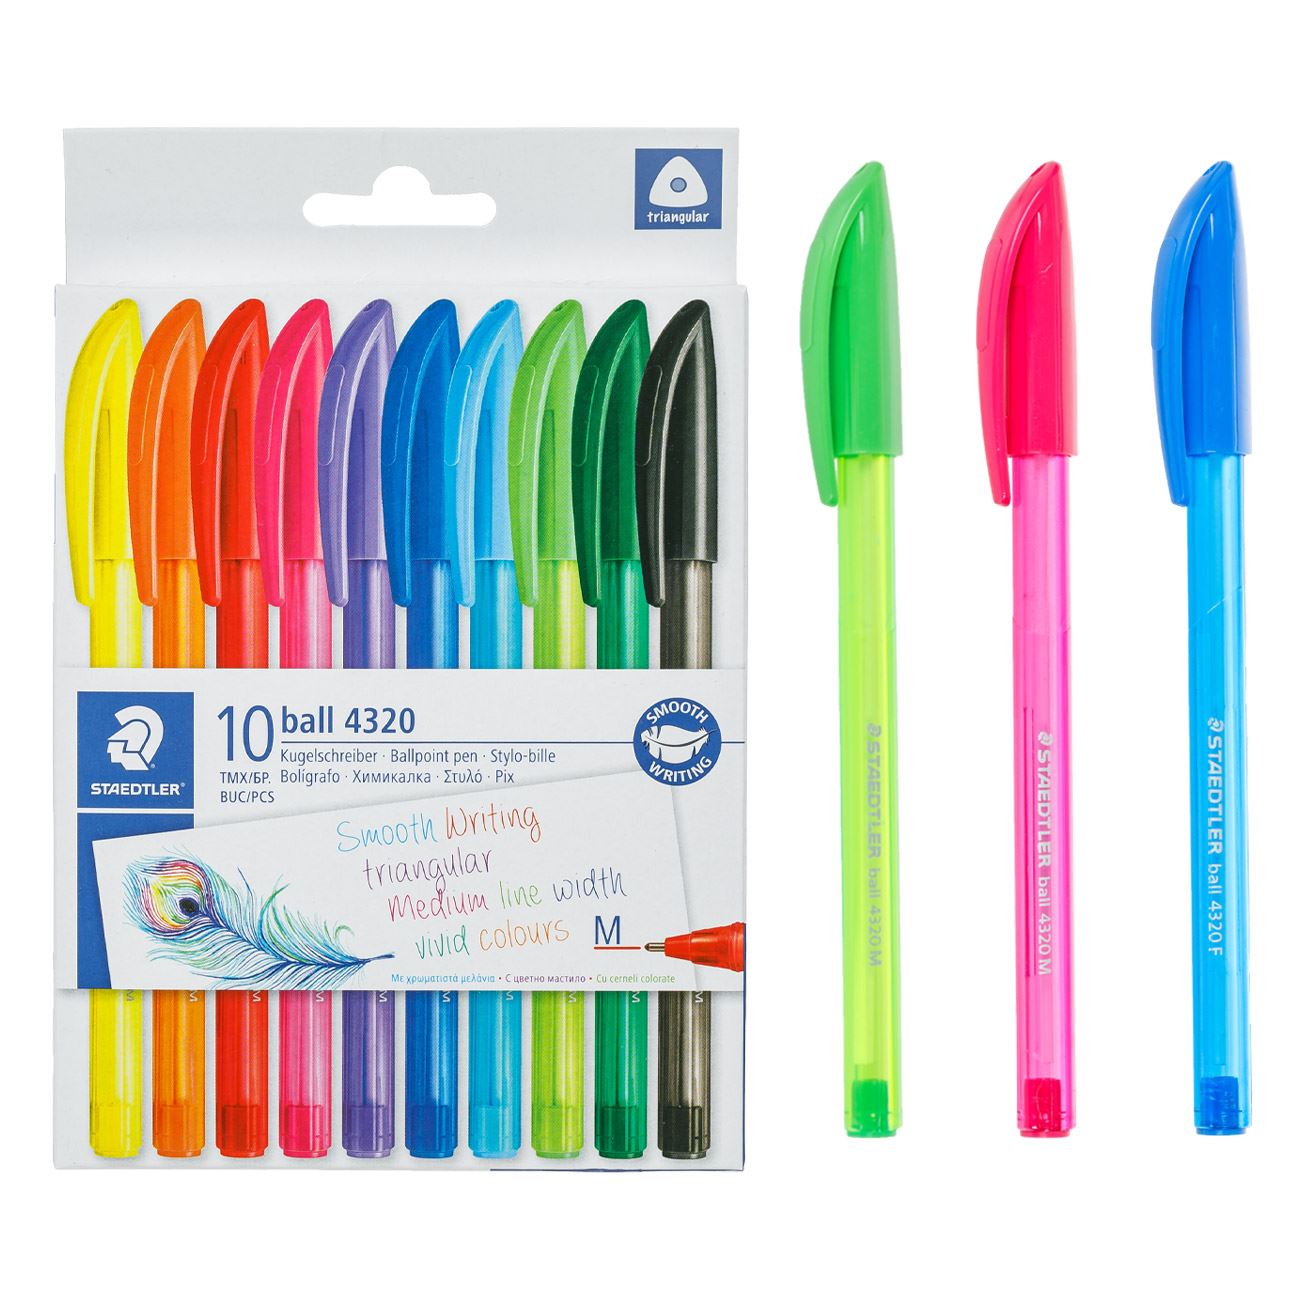 triangular
STAEDTLER
10 ball 4320
Kugelschreiber · Ballpoint pen · Stylo-bille
ТМХ/БР. Bolígrafo · Химикалка · Στυλό · Pix
BUC/PCS
SMOOTH
WRITING
Smooth Writing
triangular
Medium line width
vivid colours
M
Με χρωματιστά μελάνια · С цветно мастило · Cu cerneli colorate
M
M
M
M
M
M
M
M
M
STAEDTLER ball 4320 M
STAEDTLER ball 4320 M
STAEDTLER ball 4320 F